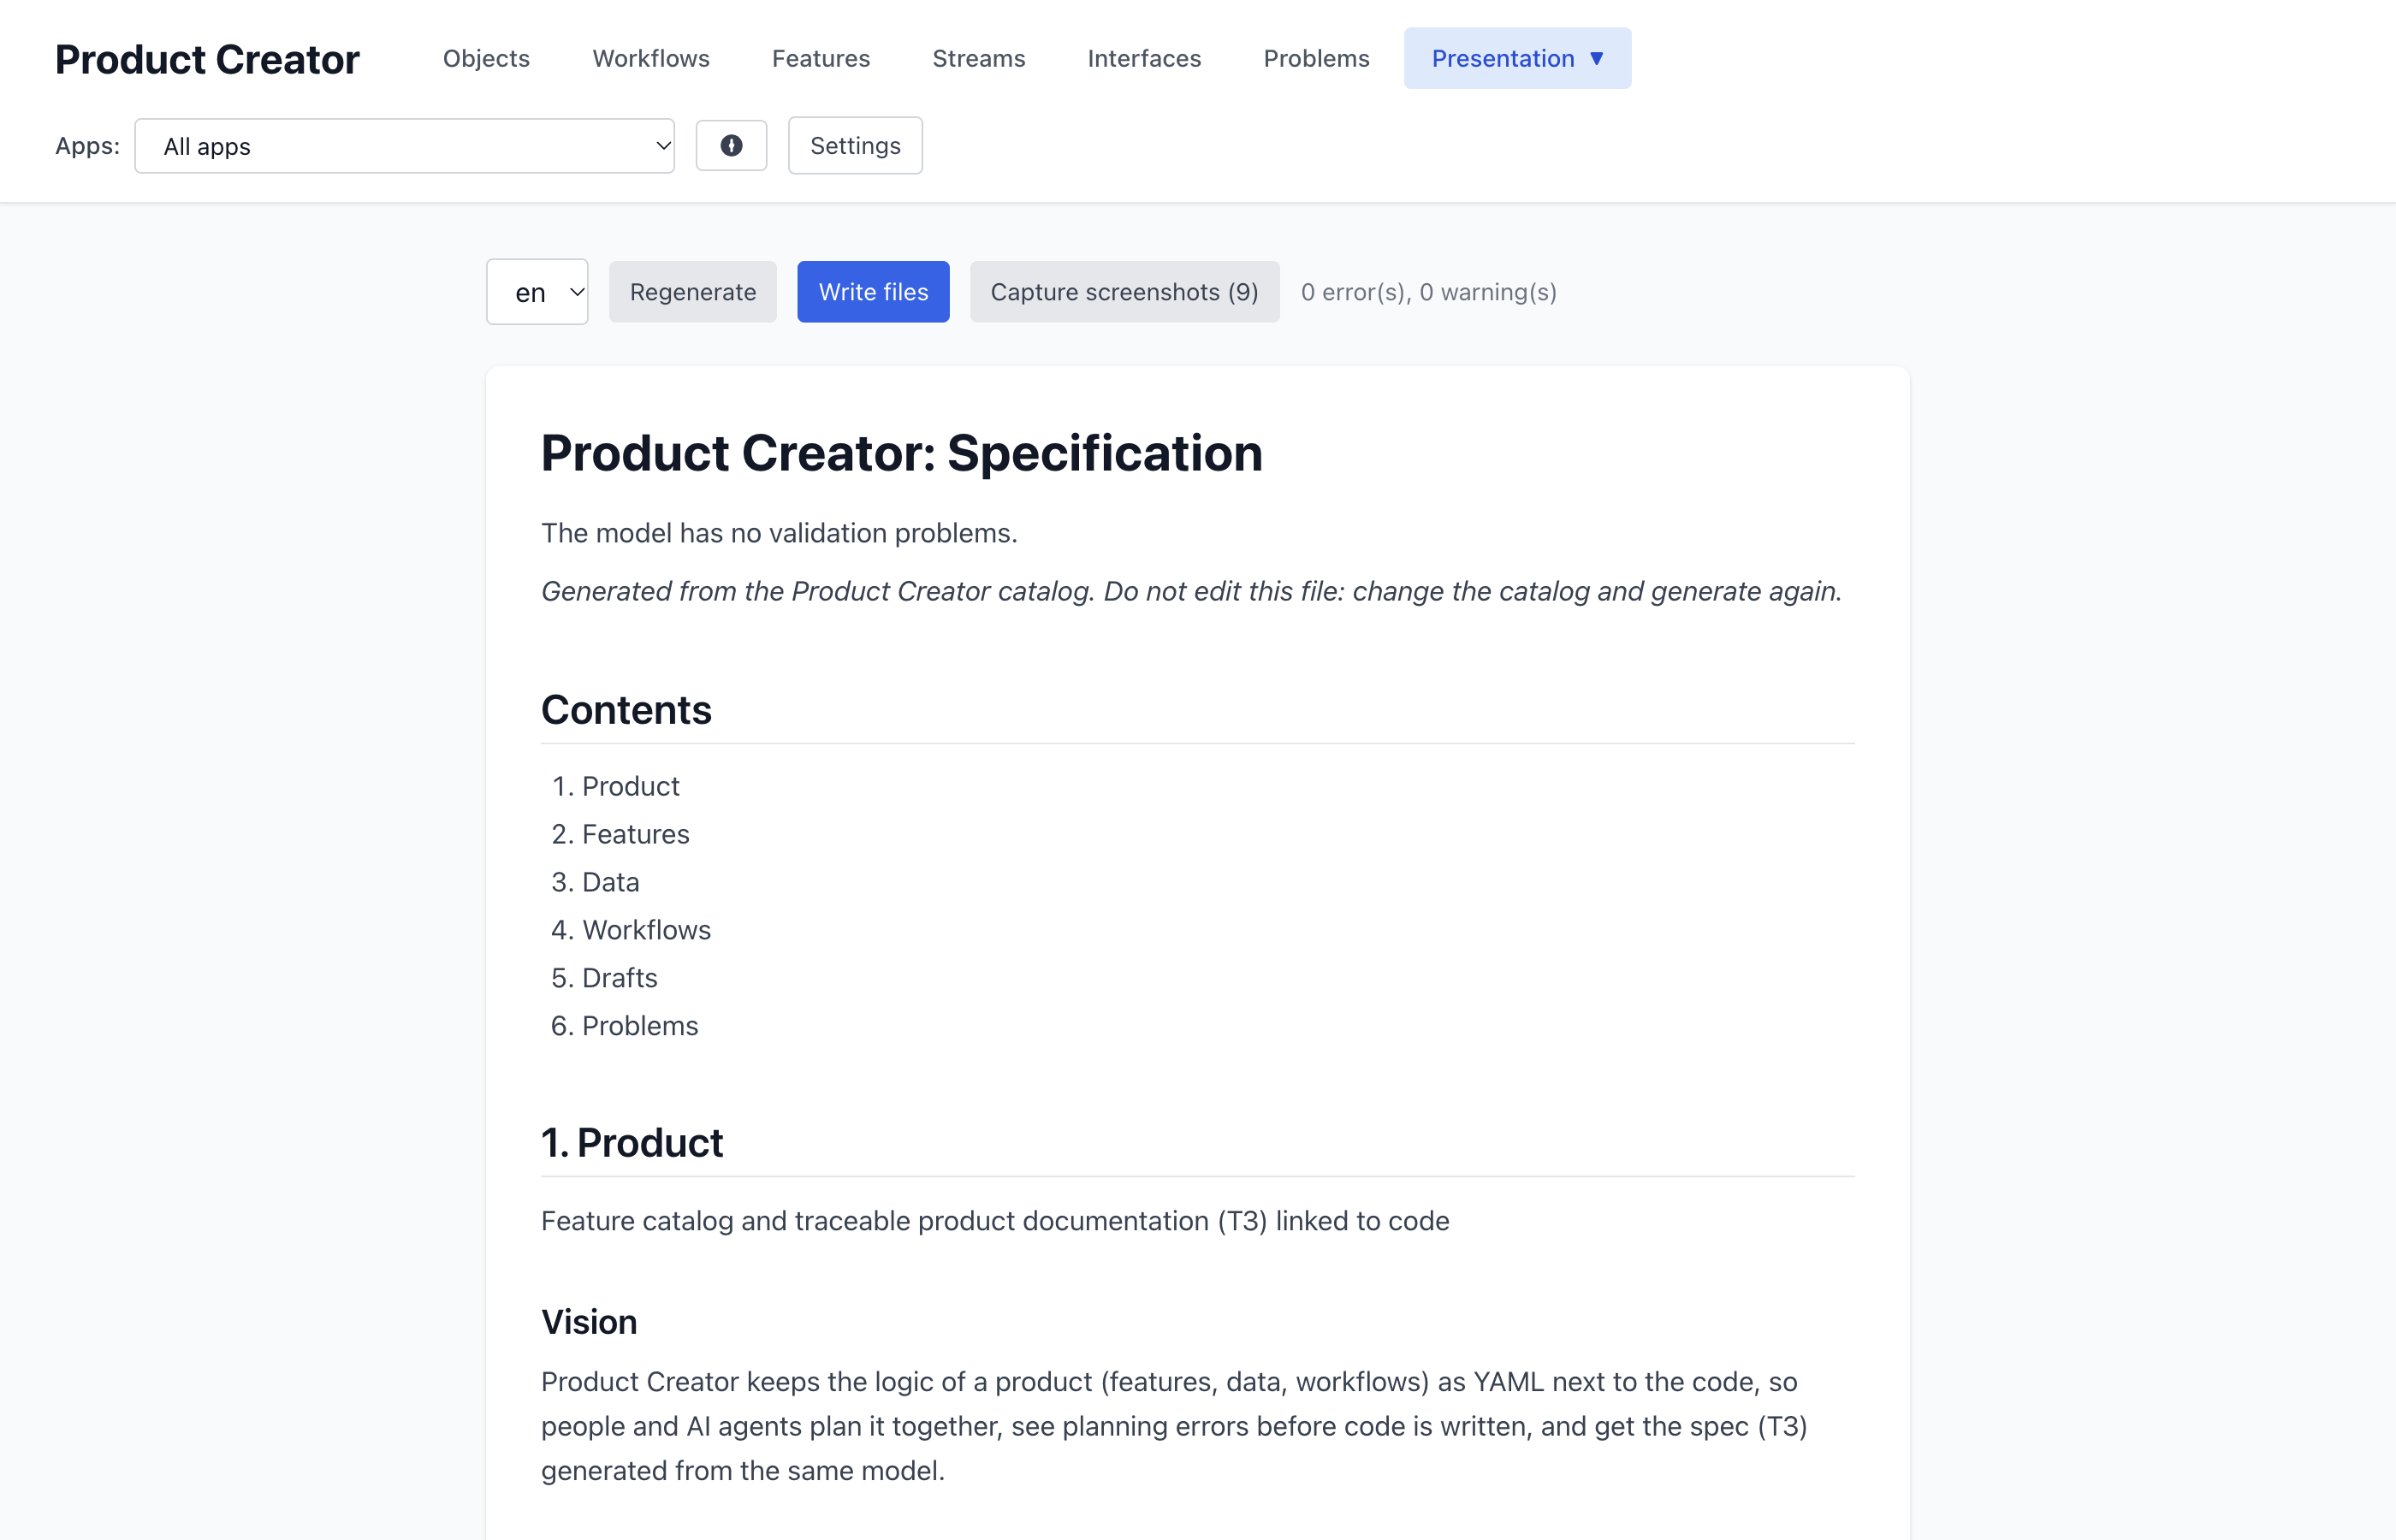 Product Creator
Objects
Workflows
Features
Streams
Interfaces
Problems
Presentation ▼
Apps:
All apps
Settings
en
Regenerate
Write files
Capture screenshots (9)
0 error(s), 0 warning(s)
Product Creator: Specification
The model has no validation problems.
Generated from the Product Creator catalog. Do not edit this file: change the catalog and generate again.
Contents
1. Product
2. Features
3. Data
4. Workflows
5. Drafts
6. Problems
1. Product
Feature catalog and traceable product documentation (T3) linked to code
Vision
Product Creator keeps the logic of a product (features, data, workflows) as YAML next to the code, so
people and AI agents plan it together, see planning errors before code is written, and get the spec (T3)
generated from the same model.